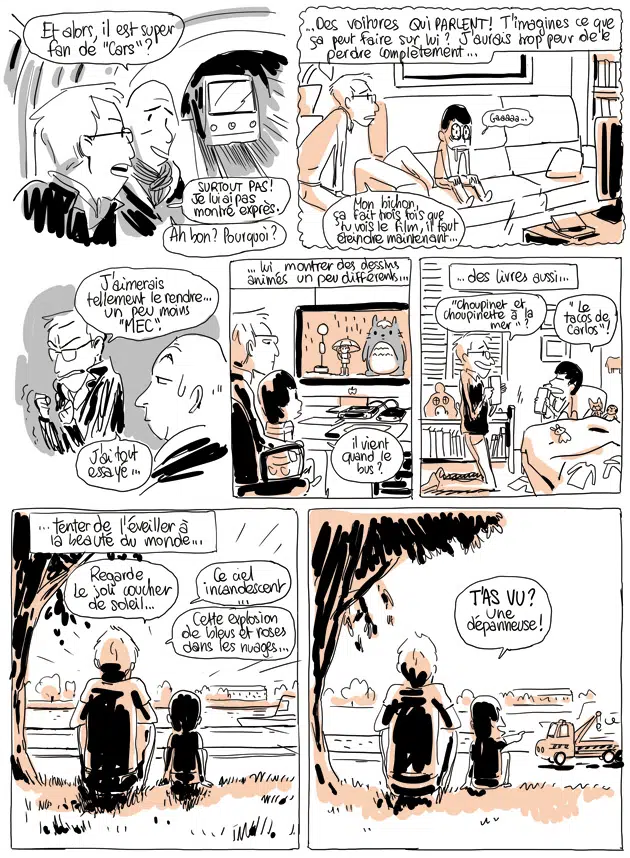 Et alors, il est super
fan de "Cars"?
SURTOUT PAS!
Je lui ai pas
montré exprès.
Ah bon? Pourquoi?
...Des voitures QUI PARLENT! T'imagines ce que
ça peut faire sur lui? J'aurais trop peur de le
perdre complètement...
Gaaaaa...
Mon bichon,
ça fait trois fois que
tu vois le film, il faut
éteindre maintenant...
J'aimerais
tellement le rendre...
un peu moins
"MEC".
J'ai tout
essayé...
... lui montrer des dessins
animés un peu différents...
il vient
quand le
bus?
...des livres aussi...
"Choupinet et
choupinette à la
mer"?
"Le
tacos de
Carlos"!
...tenter de l'éveiller à
la beauté du monde...
Regarde
le joli coucher
de soleil...
Ce ciel
incandescent
...
Cette explosion
de bleus et roses
dans les nuages...
T'AS VU?
une
dépanneuse!